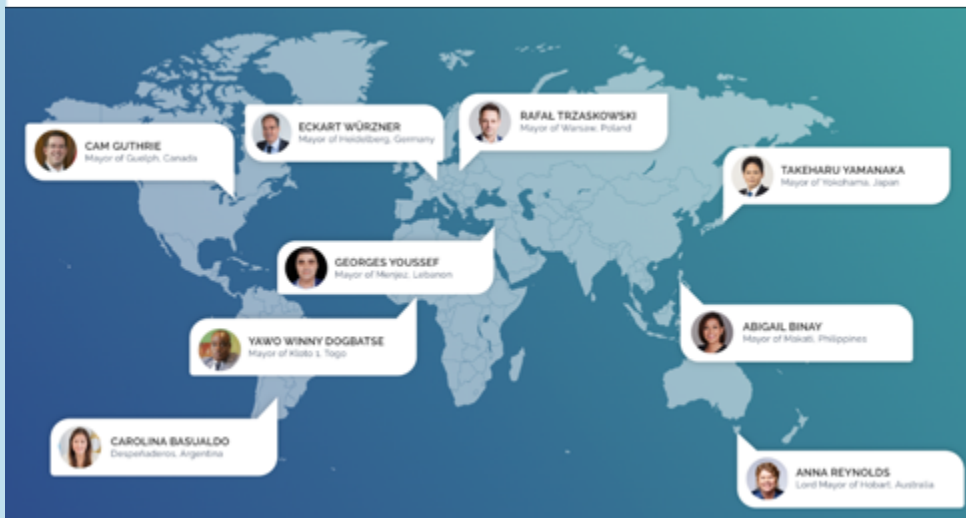 CAM GUTHRIE
Mayor of Guelph, Canada
ECKART WÜRZNER
Mayor of Heidelberg, Germany
RAFAŁ TRZASKOWSKI
Mayor of Warsaw, Poland
TAKEHARU YAMANAKA
Mayor of Yokohama, Japan
GEORGES YOUSSEF
Mayor of Menjez, Lebanon
YAWO WINNY DOGBATSE
Mayor of Kloto 1, Togo
ABIGAIL BINAY
Mayor of Makati, Philippines
CAROLINA BASUALDO
Despeñaderos, Argentina
ANNA REYNOLDS
Lord Mayor of Hobart, Australia